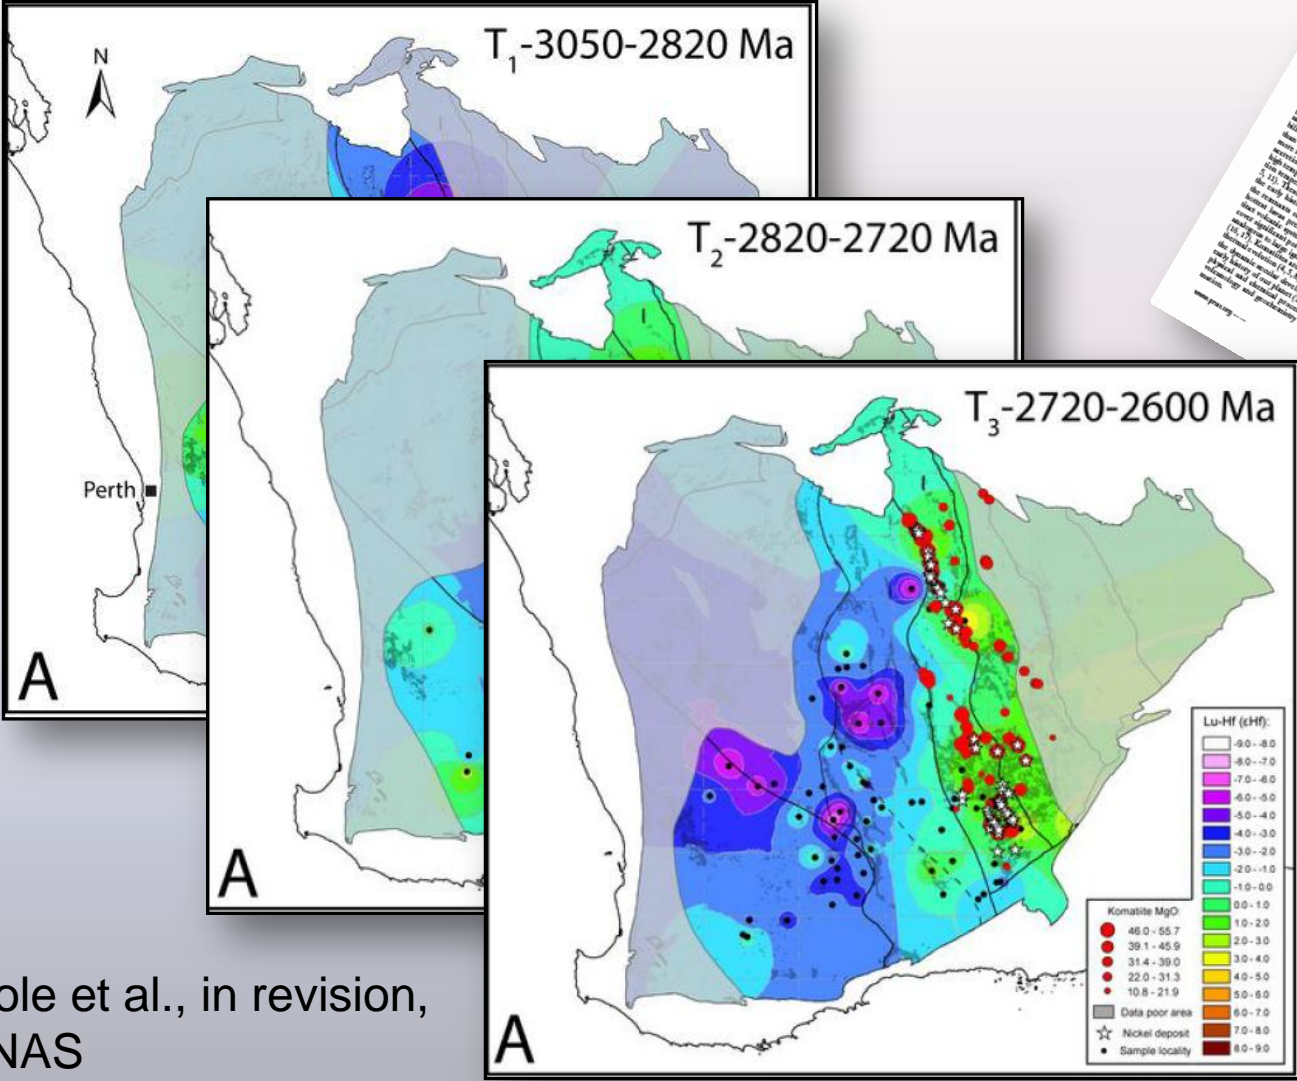 T1-3050-2820 Ma
N
Perth
A
T2-2820-2720 Ma
A
T3-2720-2600 Ma
A
Lu-Hf (εHf):
-9.0 - -8.0
-8.0 - -7.0
-7.0 - -6.0
-6.0 - -5.0
-5.0 - -4.0
-4.0 - -3.0
-3.0 - -2.0
-2.0 - -1.0
-1.0 - 0.0
0.0 - 1.0
1.0 - 2.0
2.0 - 3.0
3.0 - 4.0
4.0 - 5.0
5.0 - 6.0
6.0 - 7.0
7.0 - 8.0
8.0 - 9.0
Komatiite MgO:
46.0 - 55.7
39.1 - 45.9
31.4 - 39.0
22.0 - 31.3
10.8 - 21.9
Data poor area
Nickel deposit
Sample locality
ole et al., in revision,
NAS